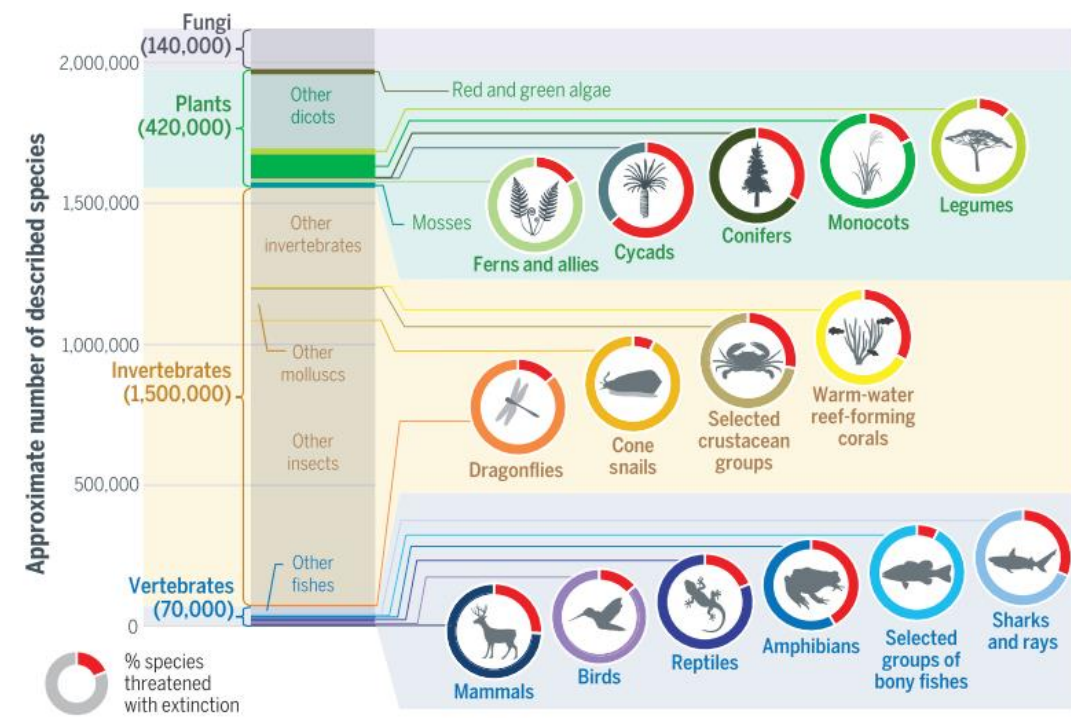 Approximate number of described species
Fungi
(140,000)
2,000,000
Plants
(420,000)
1,500,000
Invertebrates
(1,500,000)
1,000,000
500,000
Vertebrates
(70,000)
0
Other
dicots
Red and green algae
Mosses
Ferns and allies
Cycads
Conifers
Monocots
Legumes
Other
invertebrates
Other
molluscs
Other
insects
Dragonflies
Cone
snails
Selected
crustacean
groups
Warm-water
reef-forming
corals
Other
fishes
Mammals
Birds
Reptiles
Amphibians
Selected
groups of
bony fishes
Sharks
and rays
% species
threatened
with extinction